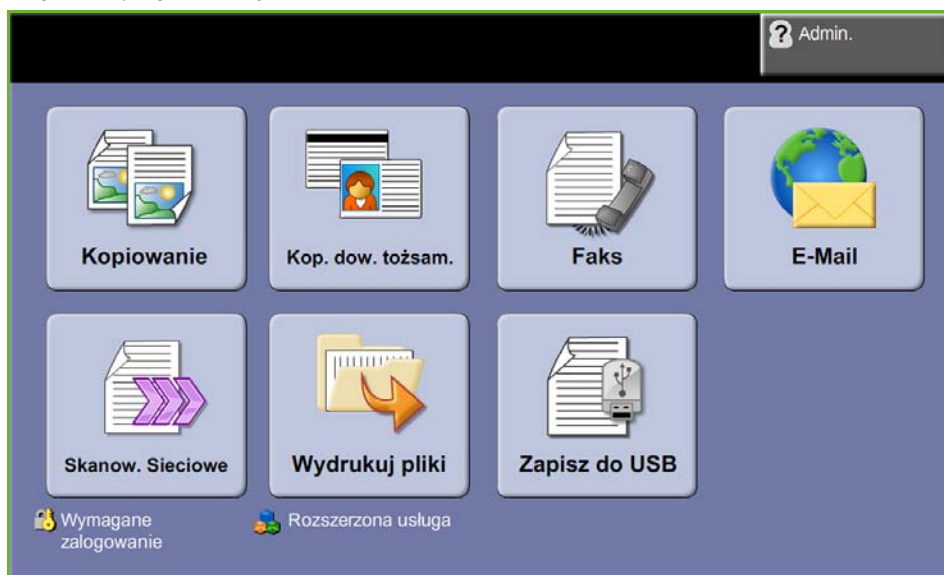 Admin.
Kopiowanie
Kop. dow. tożsam.
Faks
E-Mail
Skanow. Sieciowe
Wydrukuj pliki
Zapisz do USB
Wymagane
zalogowanie
Rozszerzona usługa